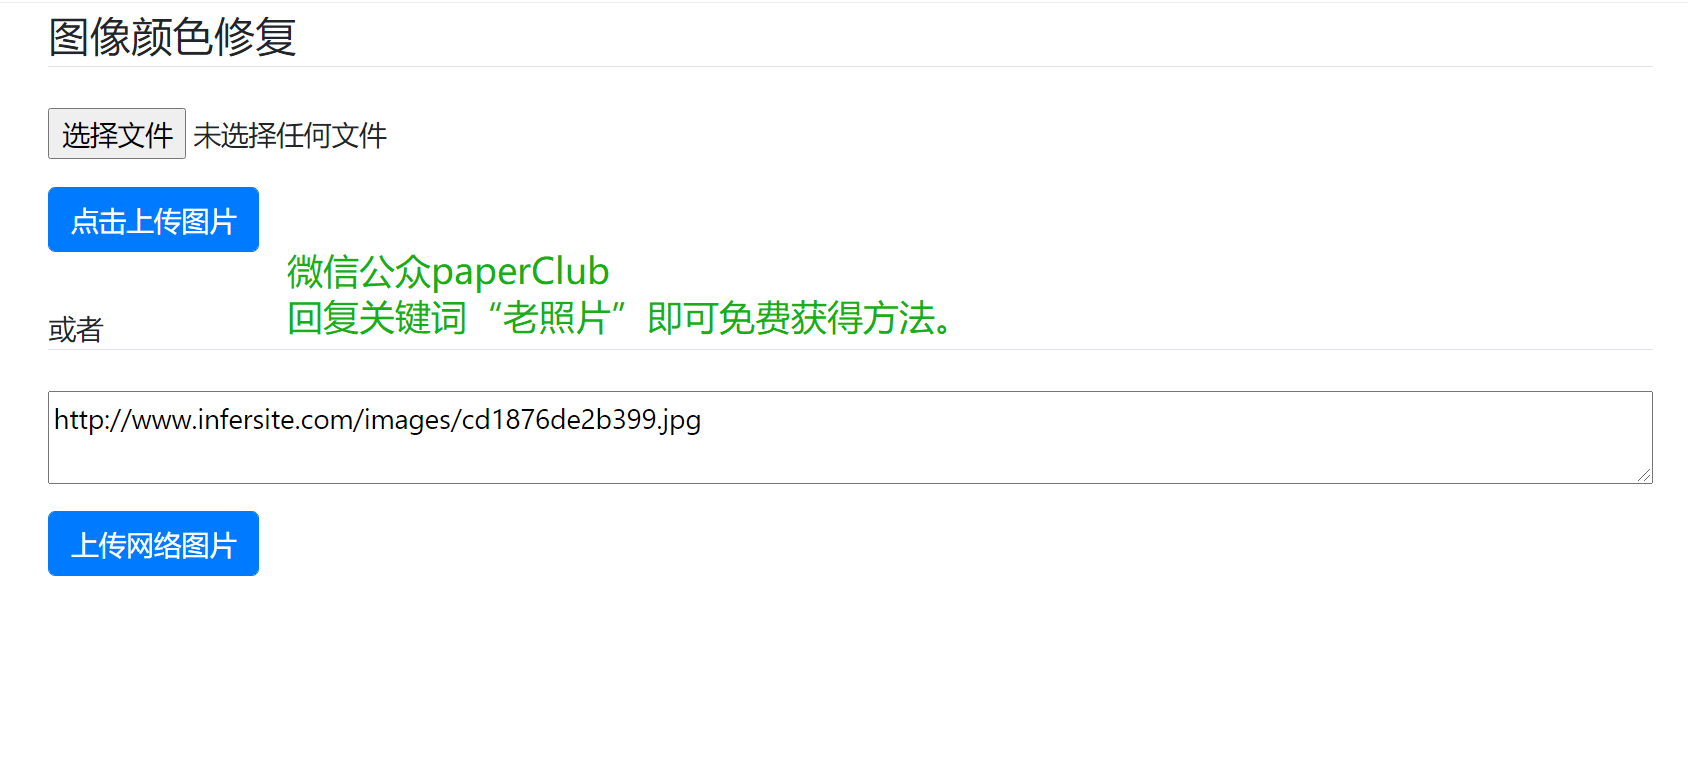 图像颜色修复
选择文件 未选择任何文件
点击上传图片
微信公众paperClub
回复关键词“老照片”即可免费获得方法。
或者
http://www.infersite.com/images/cd1876de2b399.jpg
上传网络图片